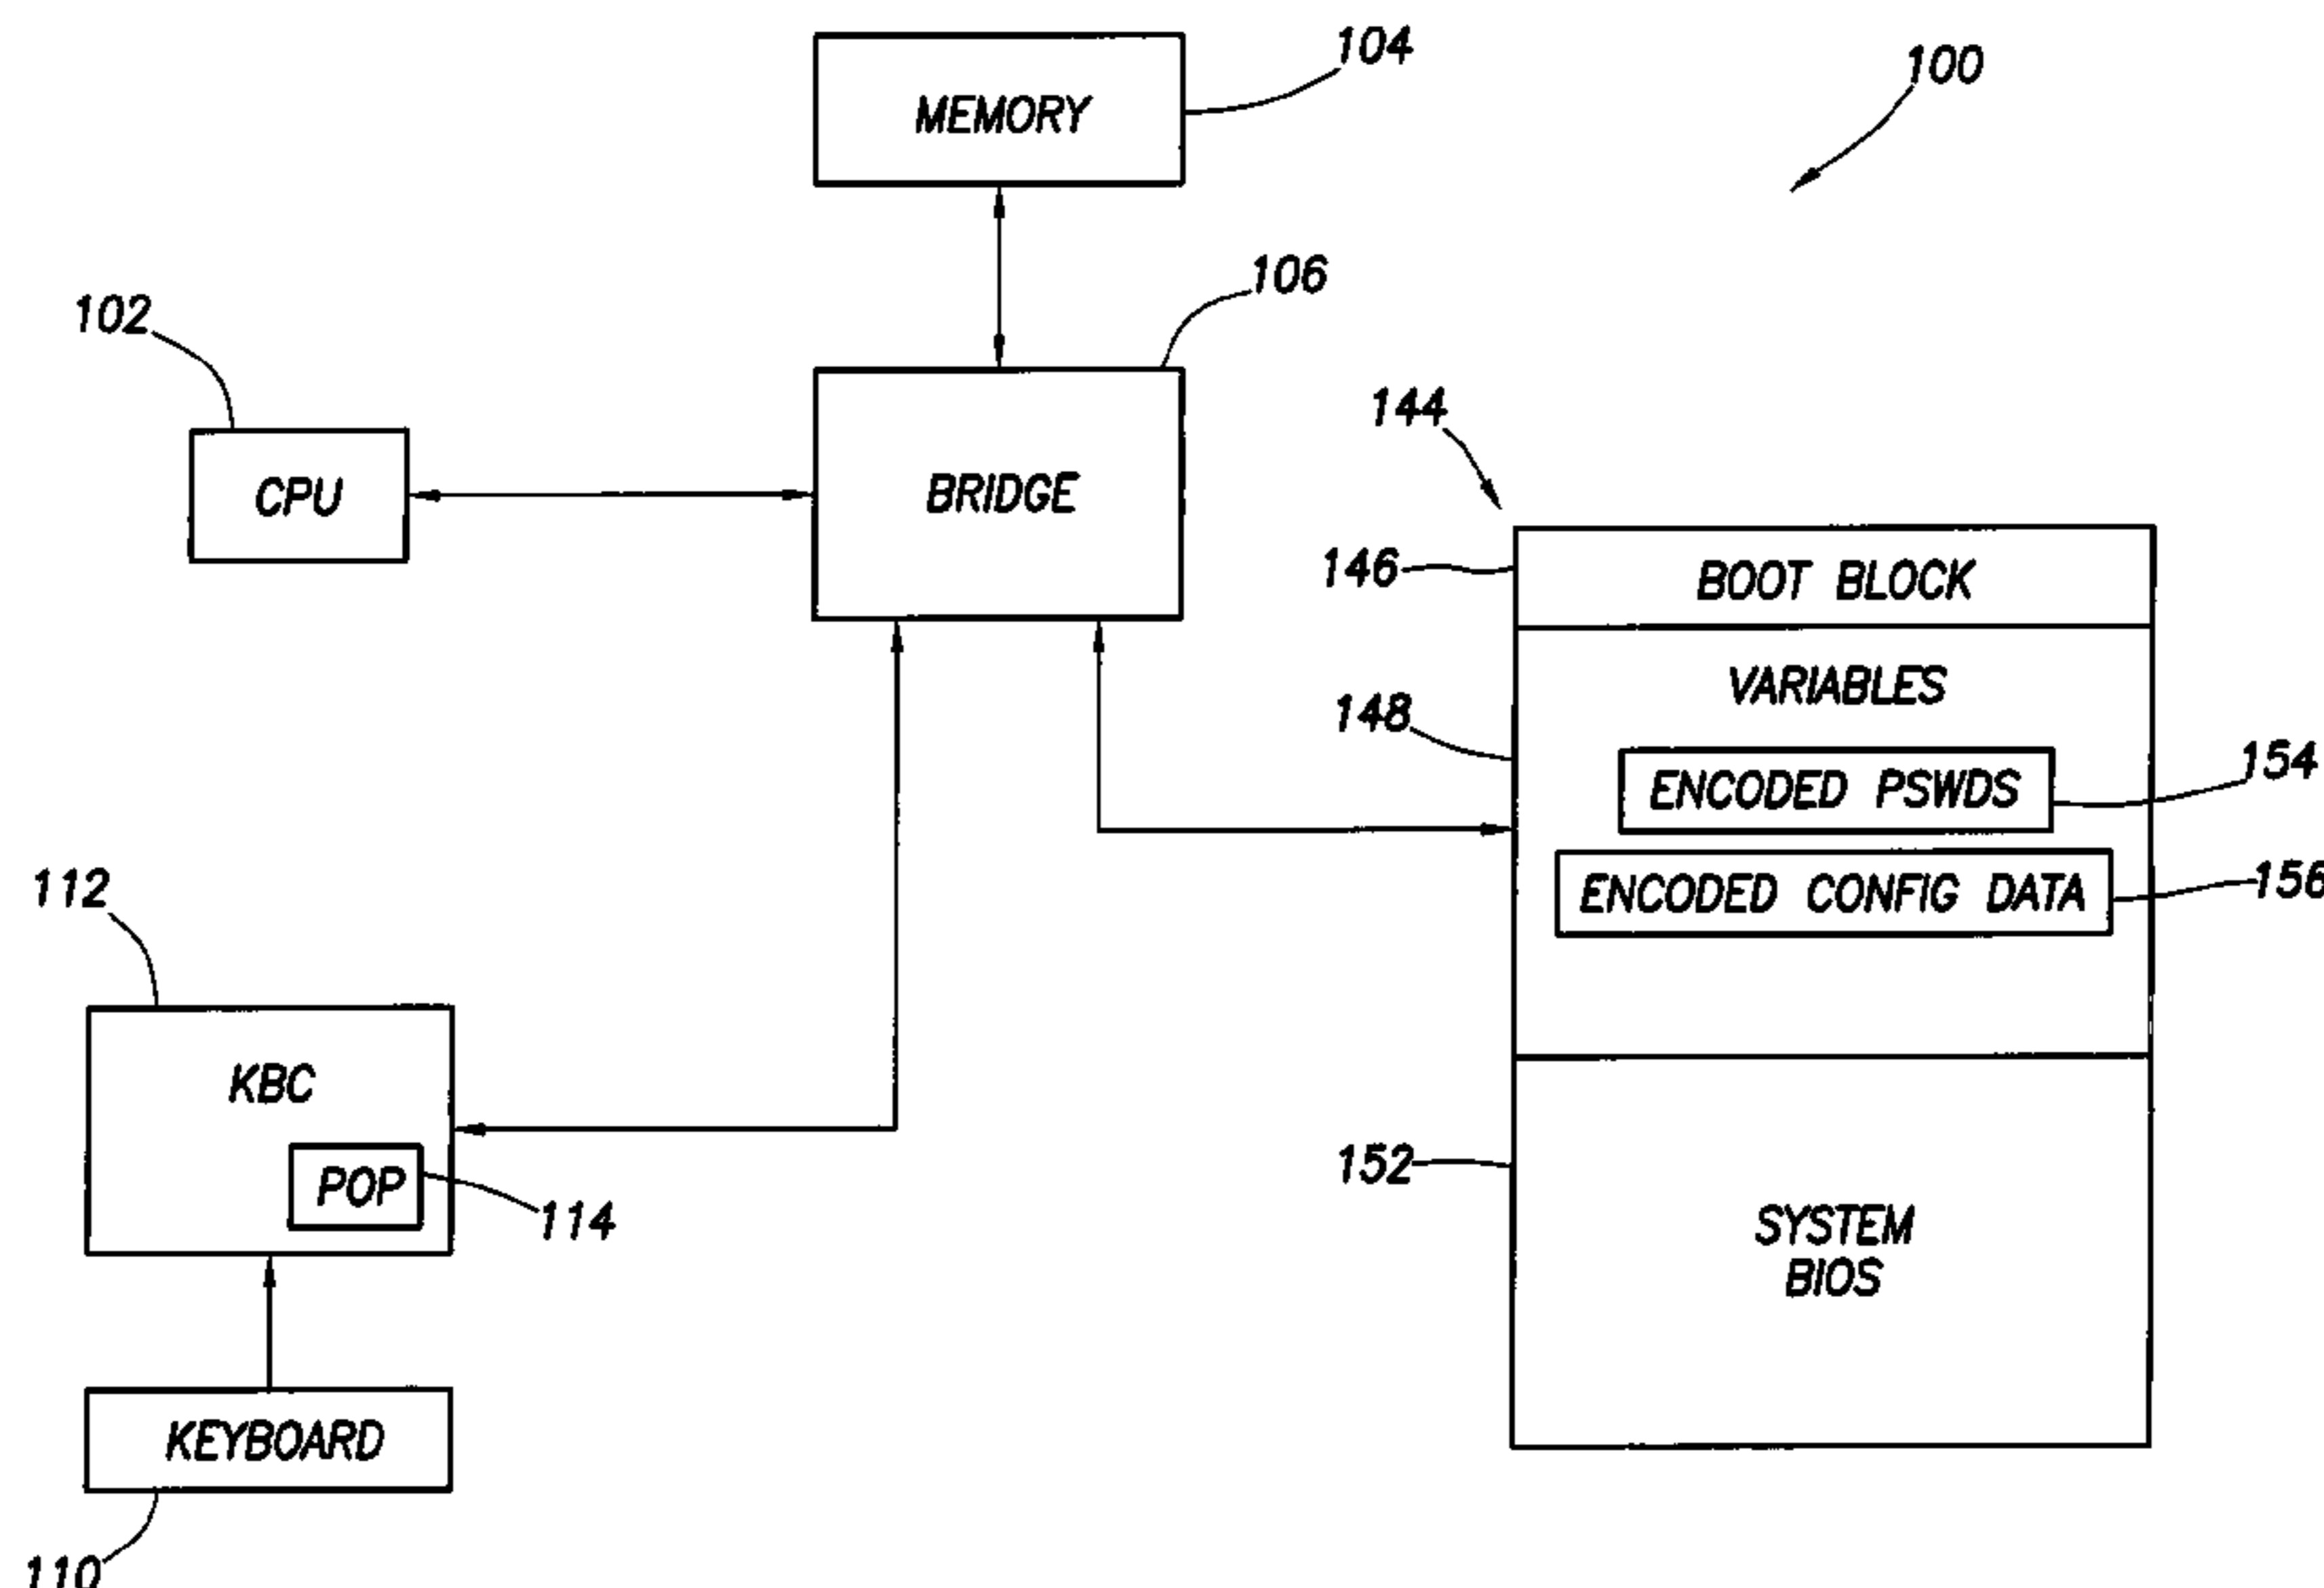 104
MEMORY
100
106
102
CPU
BRIDGE
144
146
BOOT BLOCK
VARIABLES
148
ENCODED PSWDS
154
ENCODED CONFIG DATA
156
112
KBC
POP
114
152
SYSTEM
BIOS
KEYBOARD
110